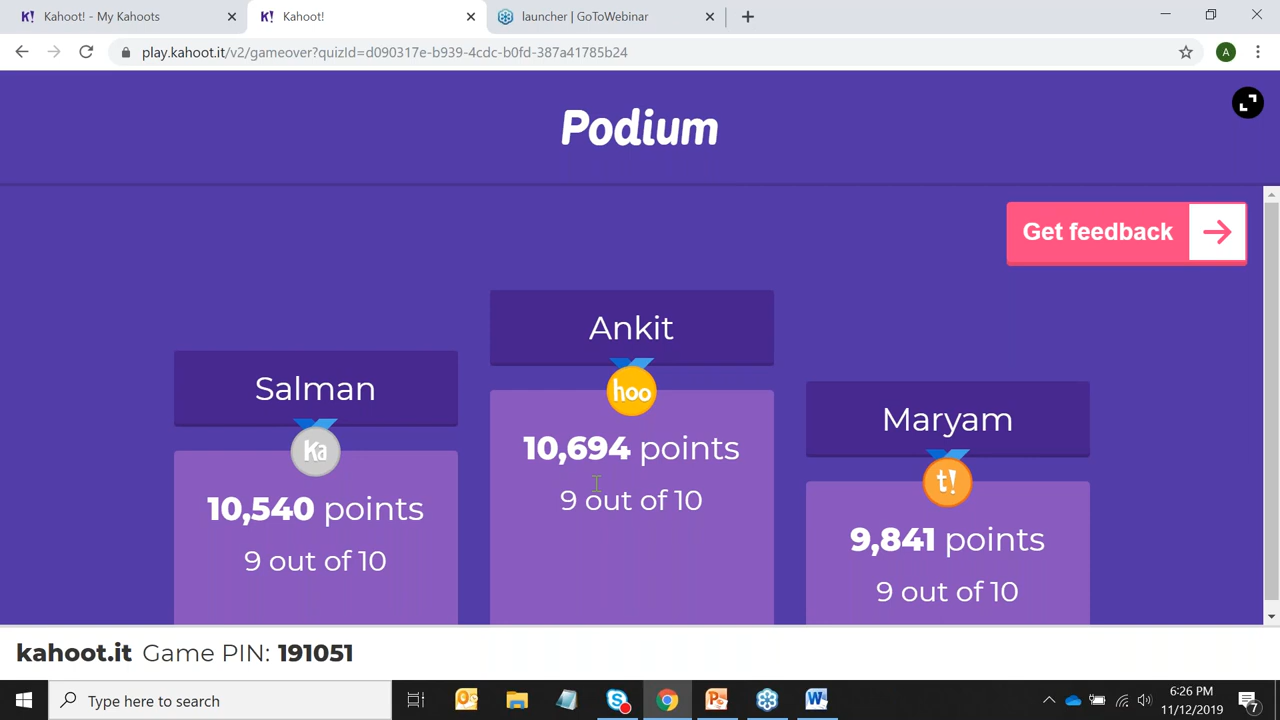 K! Kahoot! - My Kahoots
K! Kahoot!
launcher | GoToWebinar
play.kahoot.it/v2/gameover?quizId=d090317e-b939-4cdc-b0fd-387a41785b24
A
Podium
Get feedback
Ankit
hoo
10,694 points
9 out of 10
Salman
Ka
10,540 points
9 out of 10
Maryam
t!
9,841 points
9 out of 10
kahoot.it Game PIN: 191051
Type here to search
6:26 PM
11/12/2019
7